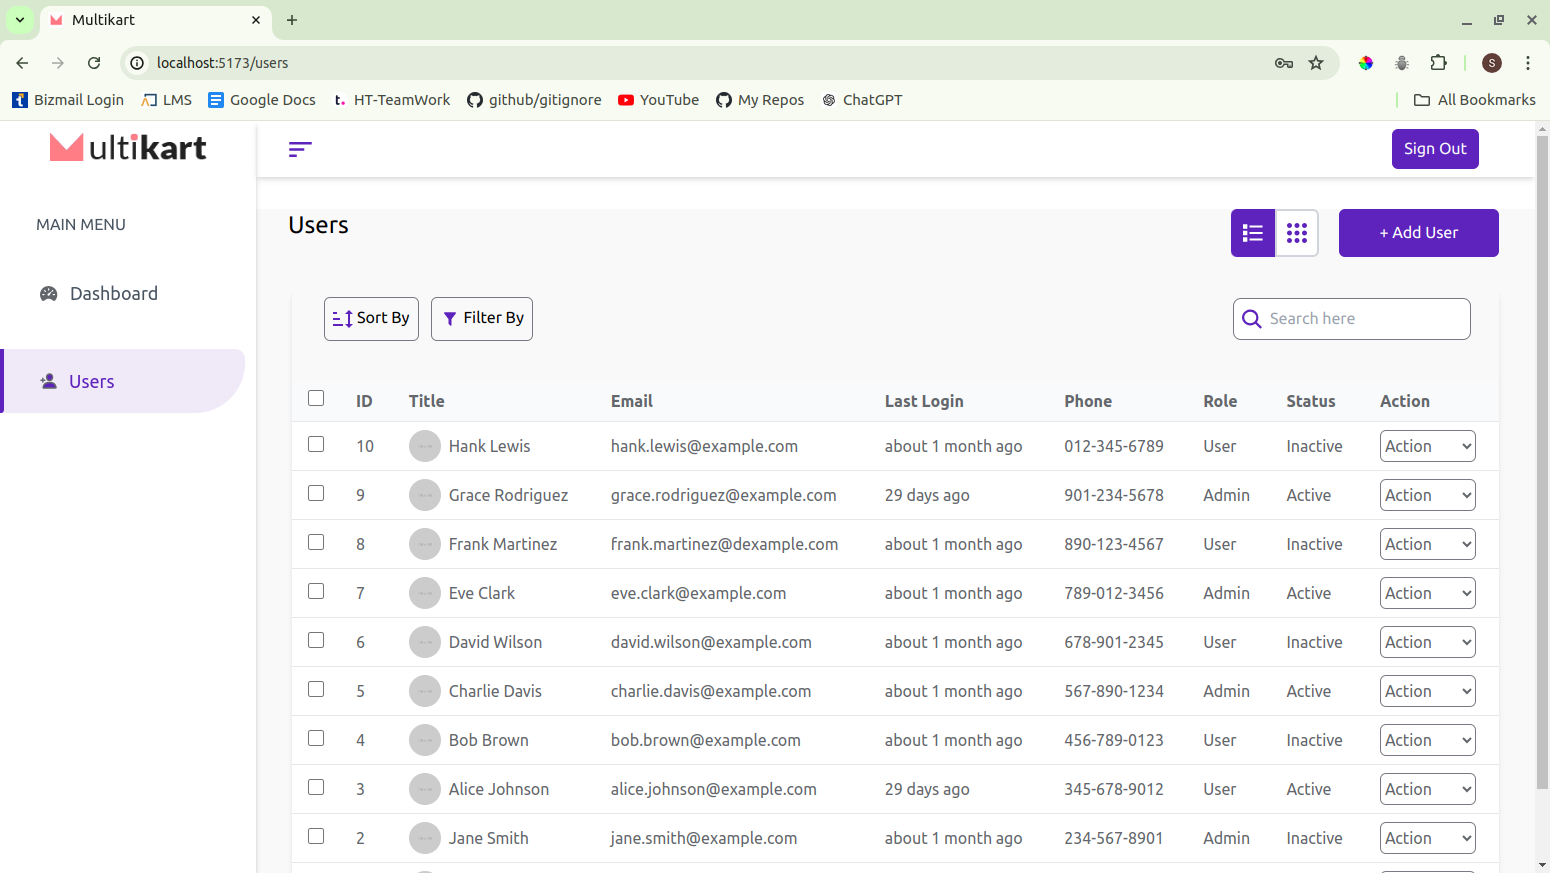 Multikart
localhost:5173/users
S
Bizmail Login LMS Google Docs t. HT-TeamWork github/gitignore YouTube My Repos ChatGPT All Bookmarks
Multikart
Sign Out
MAIN MENU
Dashboard
Users
Users
+ Add User
Sort By Filter By Search here
ID Title Email Last Login Phone Role Status Action
10 Hank Lewis hank.lewis@example.com about 1 month ago 012-345-6789 User Inactive Action
9 Grace Rodriguez grace.rodriguez@example.com 29 days ago 901-234-5678 Admin Active Action
8 Frank Martinez frank.martinez@dexample.com about 1 month ago 890-123-4567 User Inactive Action
7 Eve Clark eve.clark@example.com about 1 month ago 789-012-3456 Admin Active Action
6 David Wilson david.wilson@example.com about 1 month ago 678-901-2345 User Inactive Action
5 Charlie Davis charlie.davis@example.com about 1 month ago 567-890-1234 Admin Active Action
4 Bob Brown bob.brown@example.com about 1 month ago 456-789-0123 User Inactive Action
3 Alice Johnson alice.johnson@example.com 29 days ago 345-678-9012 User Active Action
2 Jane Smith jane.smith@example.com about 1 month ago 234-567-8901 Admin Inactive Action